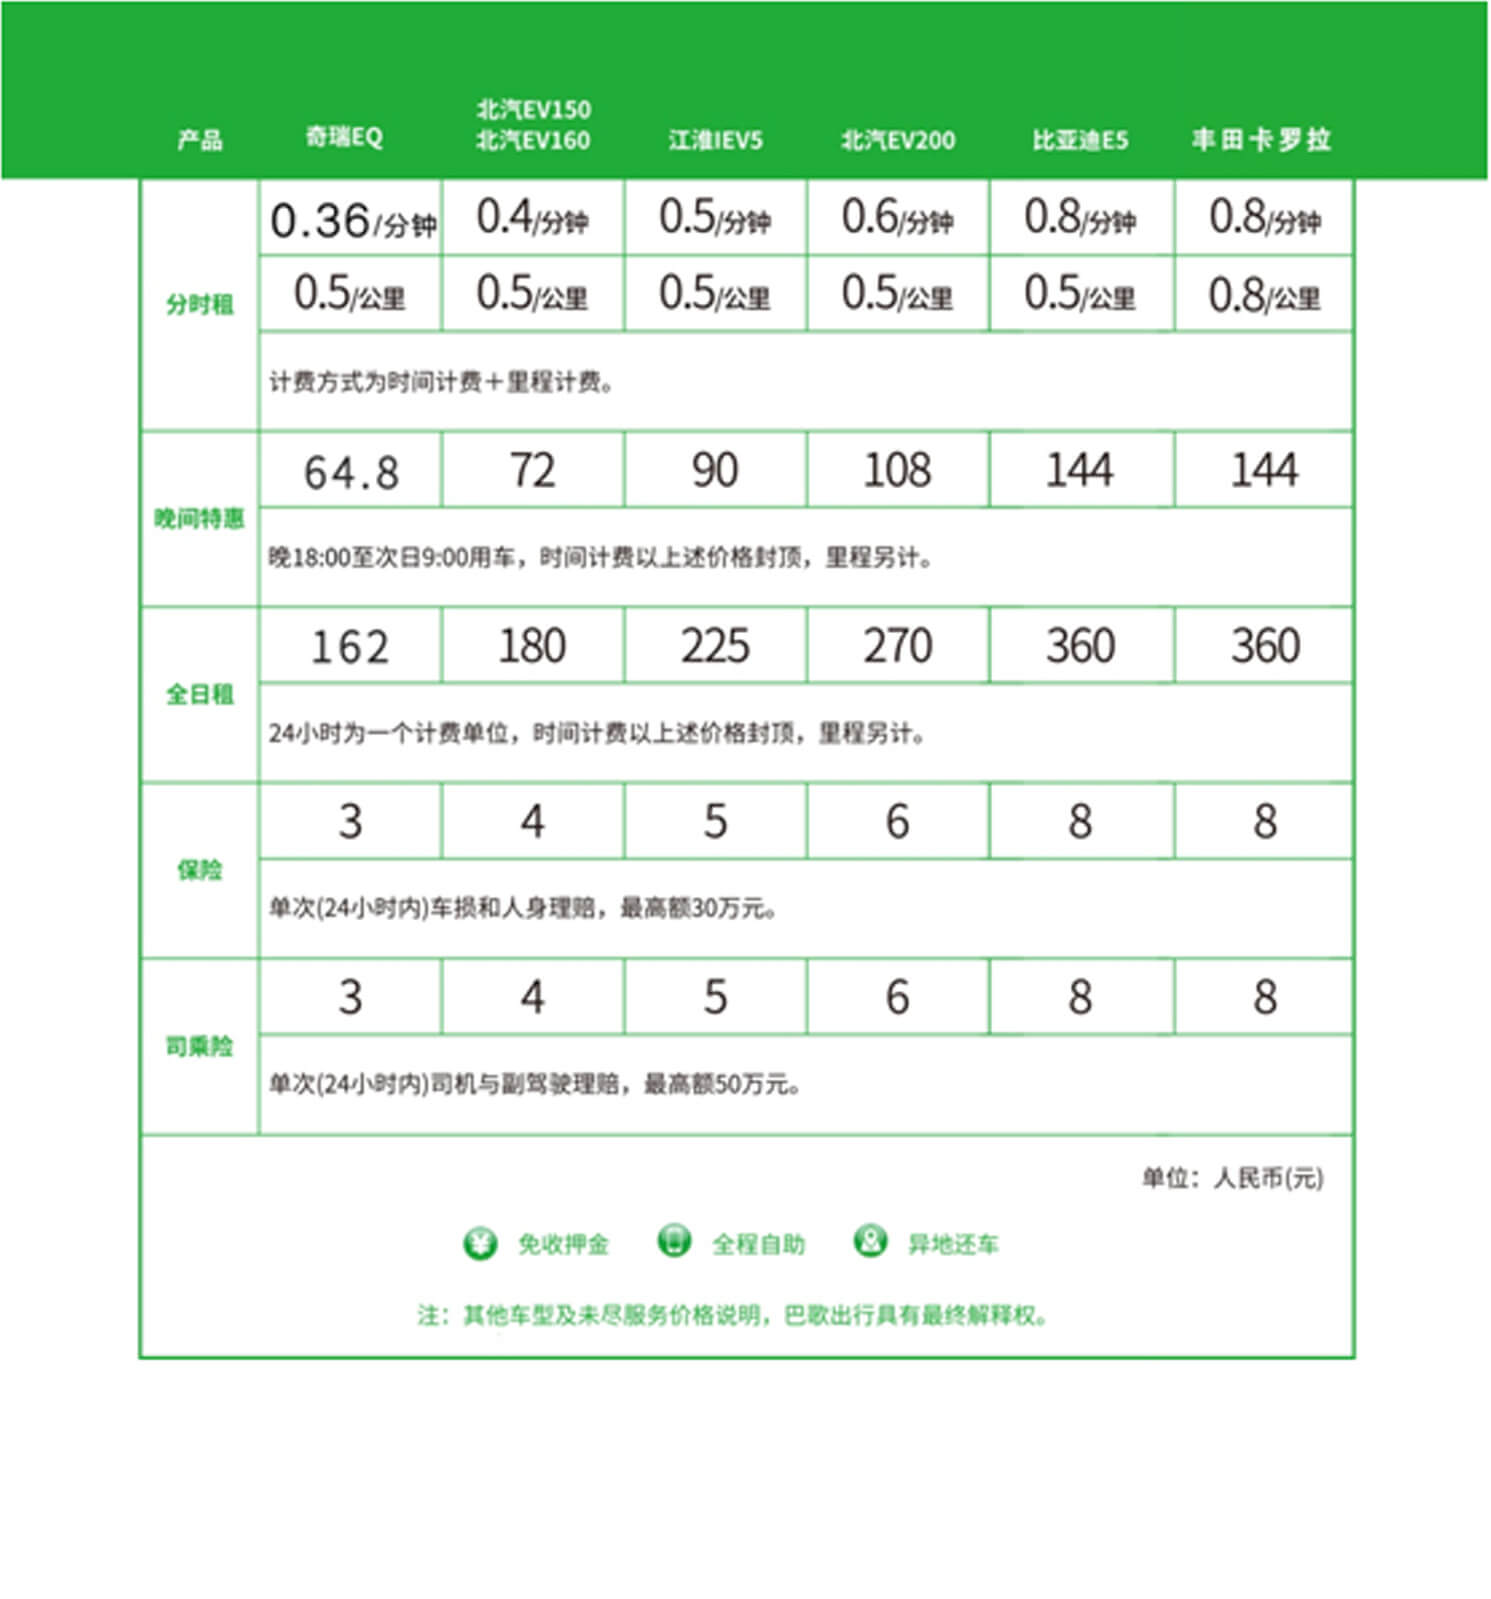 产品 奇瑞EQ 北汽EV150 北汽EV160 江淮IEV5 北汽EV200 比亚迪E5 丰田卡罗拉
分时租
0.36/分钟 0.4/分钟 0.5/分钟 0.6/分钟 0.8/分钟 0.8/分钟
0.5/公里 0.5/公里 0.5/公里 0.5/公里 0.5/公里 0.8/公里
计费方式为时间计费＋里程计费。
晚间特惠
64.8 72 90 108 144 144
晚18:00至次日9:00用车，时间计费以上述价格封顶，里程另计。
全日租
162 180 225 270 360 360
24小时为一个计费单位，时间计费以上述价格封顶，里程另计。
保险
3 4 5 6 8 8
单次(24小时内)车损和人身理赔，最高额30万元。
司乘险
3 4 5 6 8 8
单次(24小时内)司机与副驾驶理赔，最高额50万元。
单位：人民币(元)
¥ 免收押金 全程自助 异地还车
注：其他车型及未尽服务价格说明，巴歌出行具有最终解释权。